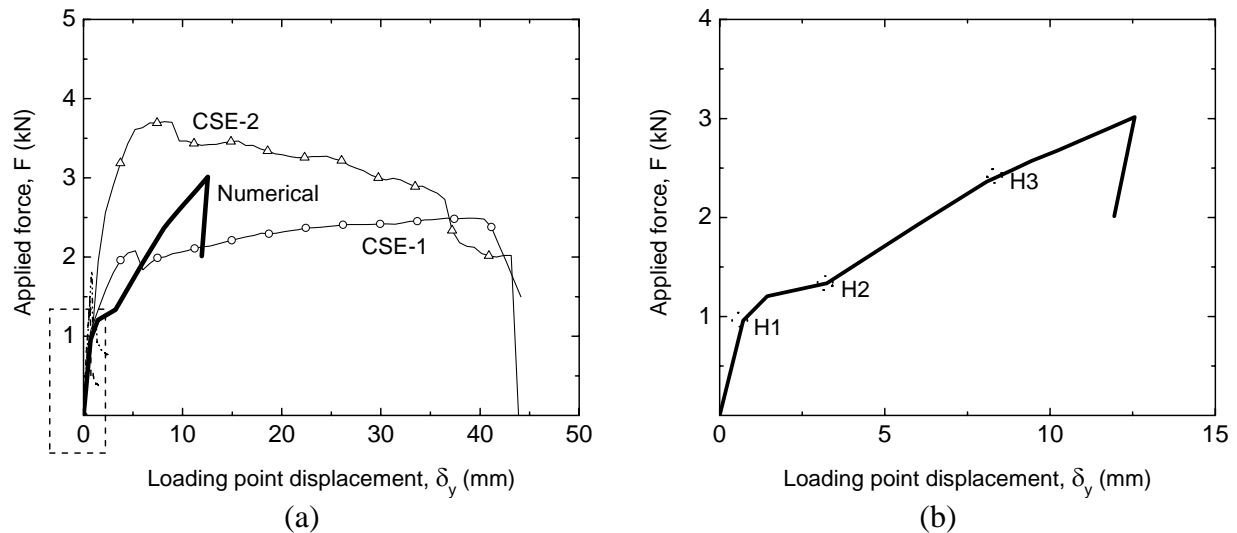 5
4
3
2
1
0 10 20 30 40 50
Applied force, F (kN)
CSE-2
Numerical
CSE-1
Loading point displacement, δy (mm)
(a)
4
3
2
1
0
0 5 10 15
Applied force, F (kN)
H1
H2
H3
Loading point displacement, δy (mm)
(b)